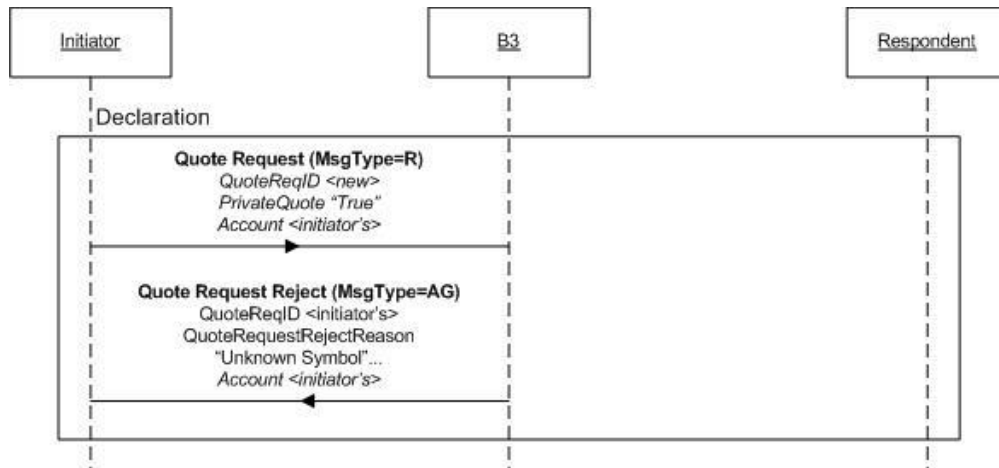 Initiator
B3
Respondent
Declaration
Quote Request (MsgType=R)
QuoteReqID <new>
PrivateQuote “True”
Account <initiator's>
Quote Request Reject (MsgType=AG)
QuoteReqID <initiator's>
QuoteRequestRejectReason
“Unknown Symbol”...
Account <initiator's>